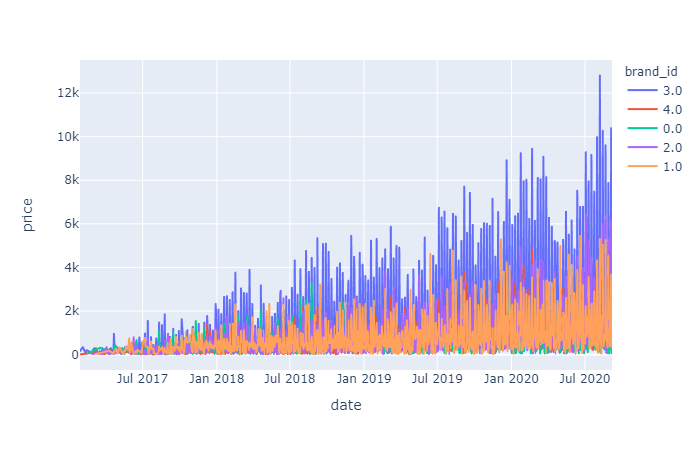 brand_id
3.0
4.0
0.0
2.0
1.0
12k
10k
8k
6k
4k
2k
0
price
Jul 2017
Jan 2018
Jul 2018
Jan 2019
Jul 2019
Jan 2020
Jul 2020
date